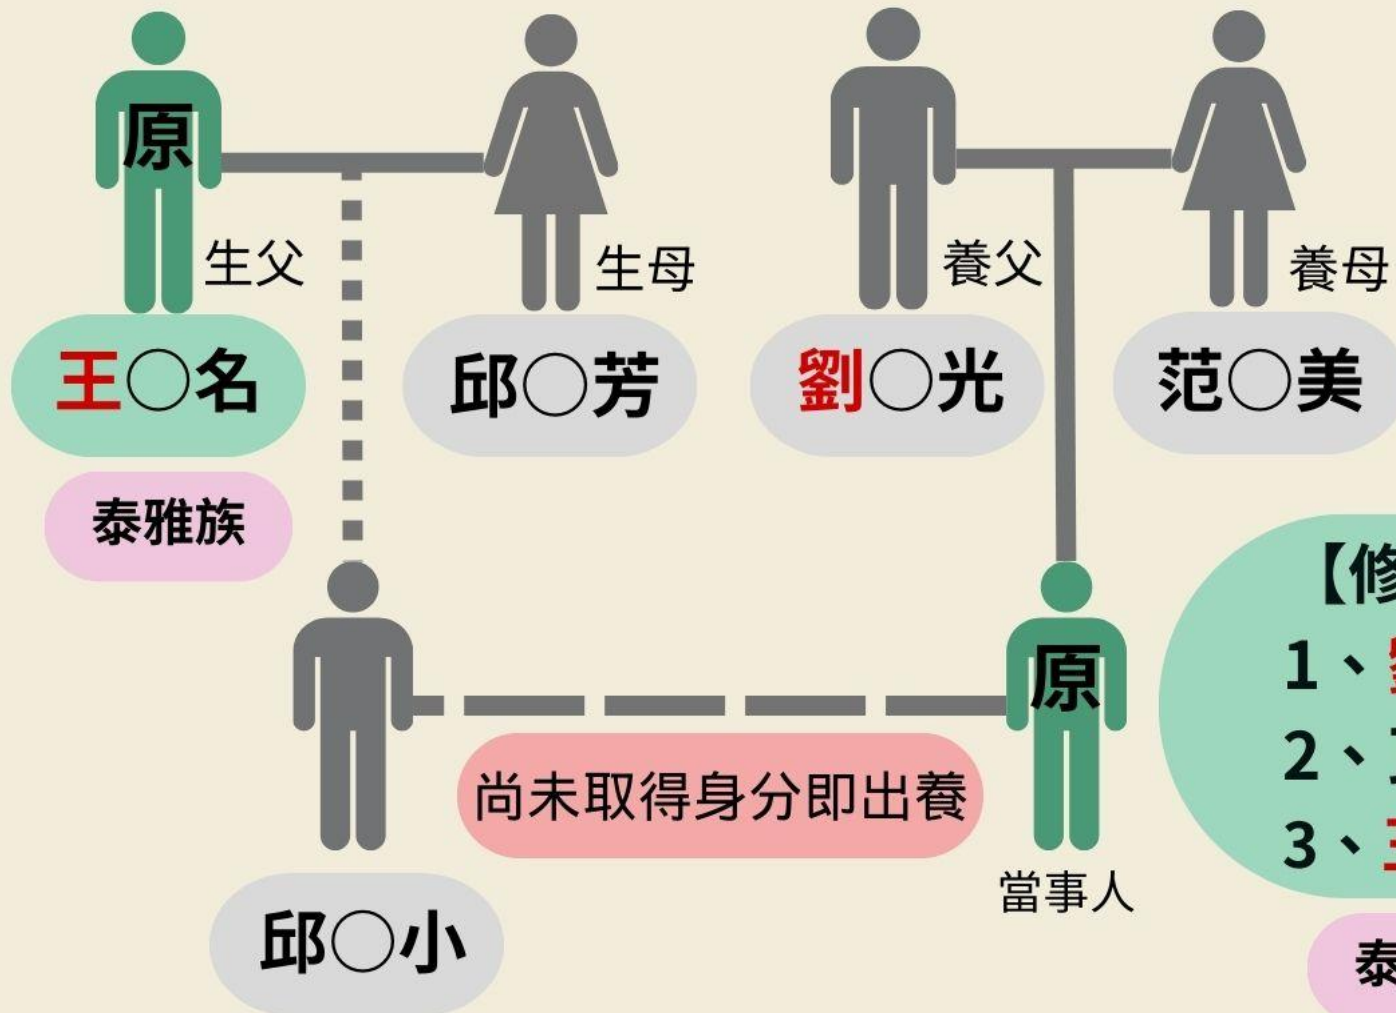 原
生父
生母
養父
養母
王○名
邱○芳
劉○光
范○美
泰雅族
原
尚未取得身分即出養
當事人
邱○小
【修
1、
2、
3、
泰